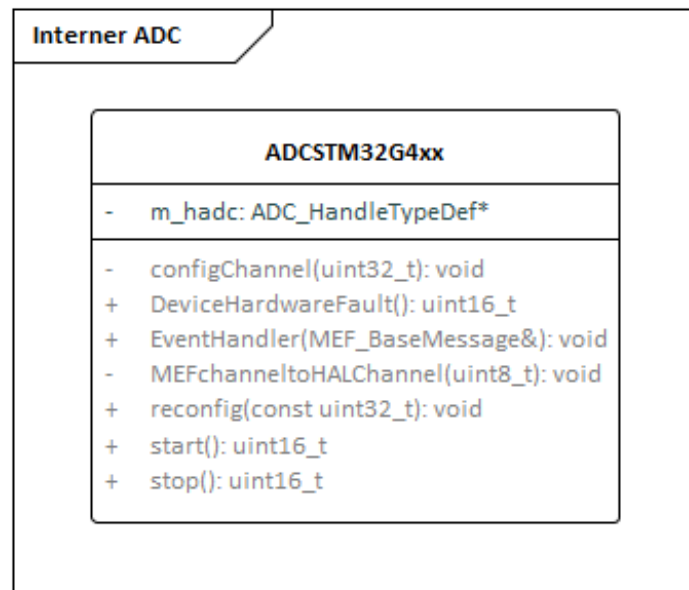 Interner ADC
ADCSTM32G4xx
- m_hadc: ADC_HandleTypeDef*
- configChannel(uint32_t): void
+ DeviceHardwareFault(): uint16_t
+ EventHandler(MEF_BaseMessage&): void
- MEFchanneltoHALChannel(uint8_t): void
+ reconfig(const uint32_t): void
+ start(): uint16_t
+ stop(): uint16_t